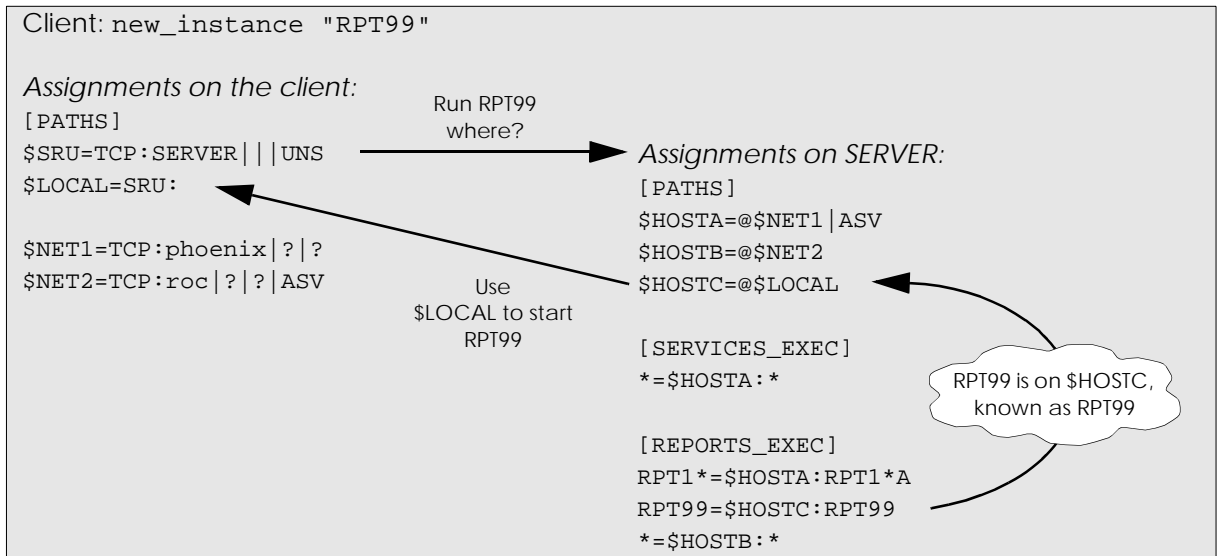 Client: new_instance "RPT99"
Assignments on the client:
[PATHS]
$SRU=TCP:SERVER|||UNS
$LOCAL=SRU:
$NET1=TCP:phoenix|?|?
$NET2=TCP:roc|?|?|ASV
Run RPT99
where?
Use
$LOCAL to start
RPT99
Assignments on SERVER:
[PATHS]
$HOSTA=@$NET1|ASV
$HOSTB=@$NET2
$HOSTC=@$LOCAL
[SERVICES_EXEC]
*=$HOSTA:*
[REPORTS_EXEC]
RPT1*=$HOSTA:RPT1*A
RPT99=$HOSTC:RPT99
*=$HOSTB:*
RPT99 is on $HOSTC,
known as RPT99